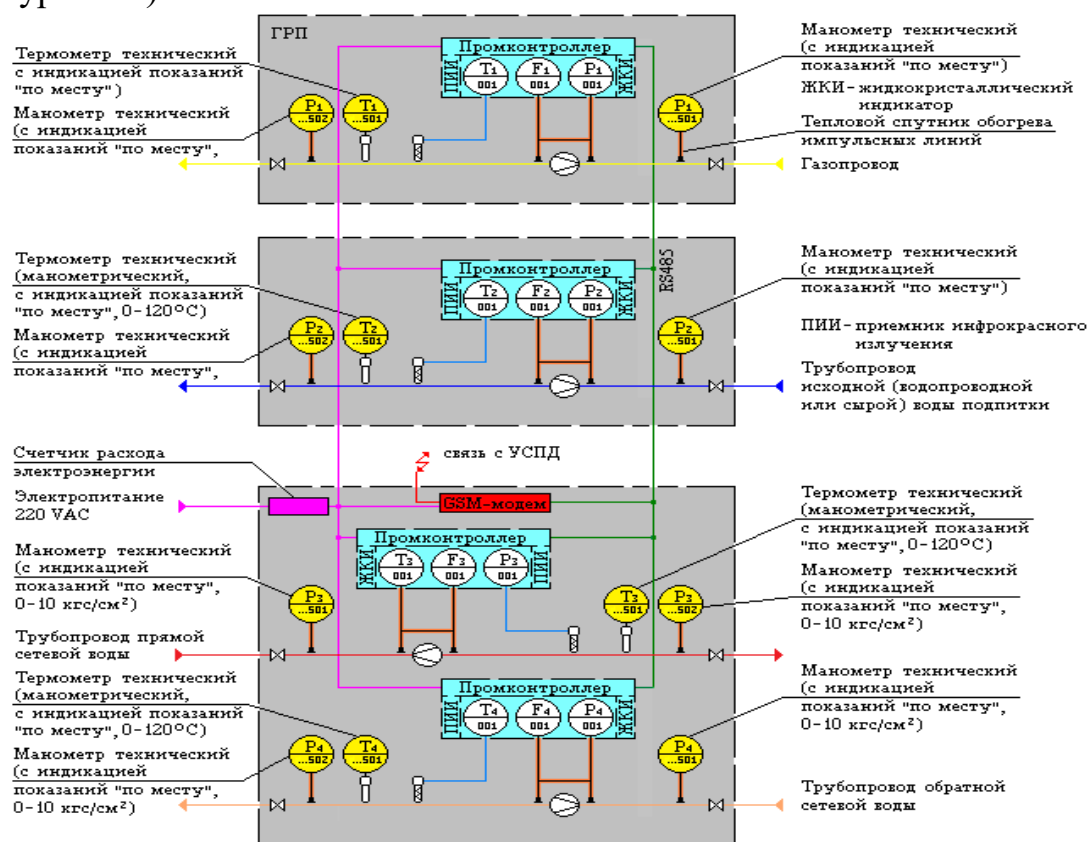 ГРП
Термометр технический
с индикацией показаний
"по месту")
Манометр технический
(с индикацией
показаний "по месту",
Промконтроллер
ПИИ
T1
001
F1
001
P1
001
ЖКИ
P1
...502
T1
...501
P1
...501
Манометр технический
(с индикацией
показаний "по месту")
ЖКИ- жидкокристаллический
индикатор
Тепловой спутник обогрева
импульсных линий
Газопровод
Термометр технический
(манометрический,
с индикацией показаний
"по месту", 0-120°C)
Манометр технический
(с индикацией
показаний "по месту",
Промконтроллер
ПИИ
T2
001
F2
001
P2
001
ЖКИ
RS485
P2
...502
T2
...501
P2
...501
Манометр технический
(с индикацией
показаний "по месту")
ПИИ- приемник инфрокрасного
излучения
Трубопровод
исходной (водопроводной
или сырой) воды подпитки
Счетчик расхода
электроэнергии
Электропитание
220 VAC
связь с УСПД
GSM-модем
Промконтроллер
ЖКИ
T3
001
F3
001
P3
001
ПИИ
P3
...501
T3
...501
P3
...502
Манометр технический
(с индикацией
показаний "по месту",
0-10 кгс/см²)
Трубопровод прямой
сетевой воды
Термометр технический
(манометрический,
с индикацией показаний
"по месту", 0-120°C)
Манометр технический
(с индикацией
показаний "по месту",
0-10 кгс/см²)
Термометр технический
(манометрический,
с индикацией показаний
"по месту", 0-120°C)
Манометр технический
(с индикацией
показаний "по месту",
0-10 кгс/см²)
Промконтроллер
ПИИ
T4
001
F4
001
P4
001
ЖКИ
P4
...502
T4
...501
P4
...501
Манометр технический
(с индикацией
показаний "по месту",
0-10 кгс/см²)
Трубопровод обратной
сетевой воды